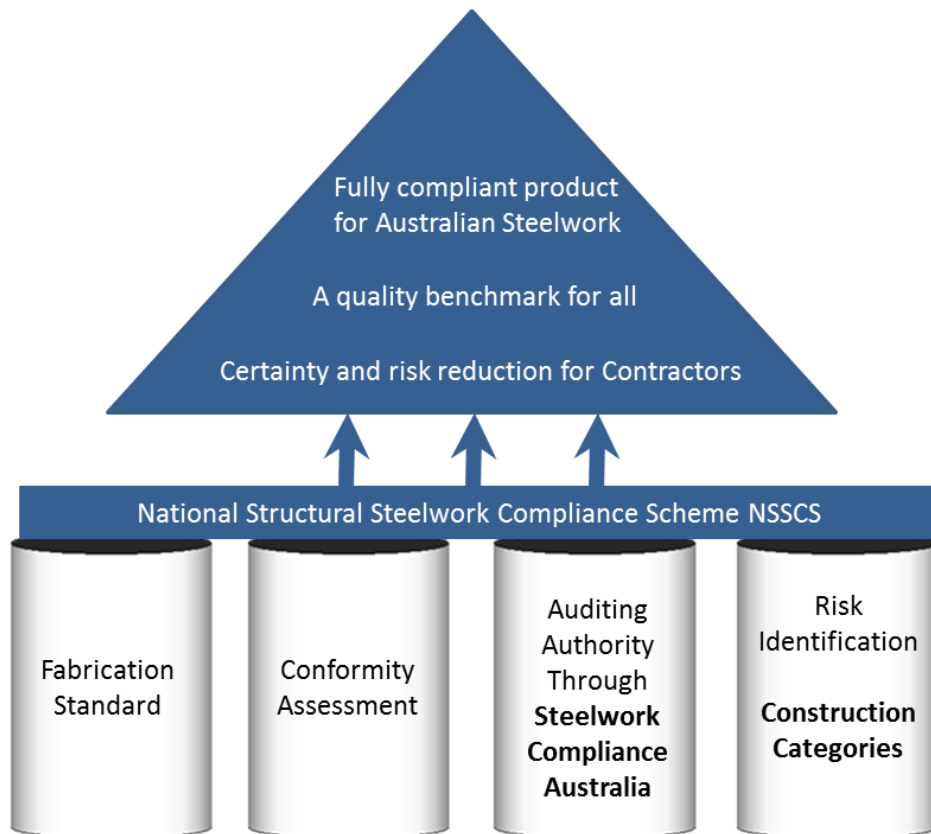 Fully compliant product
for Australian Steelwork
A quality benchmark for all
Certainty and risk reduction for Contractors
National Structural Steelwork Compliance Scheme NSSCS
Fabrication
Standard
Conformity
Assessment
Auditing
Authority
Through
Steelwork
Compliance
Australia
Risk
Identification
Construction
Categories